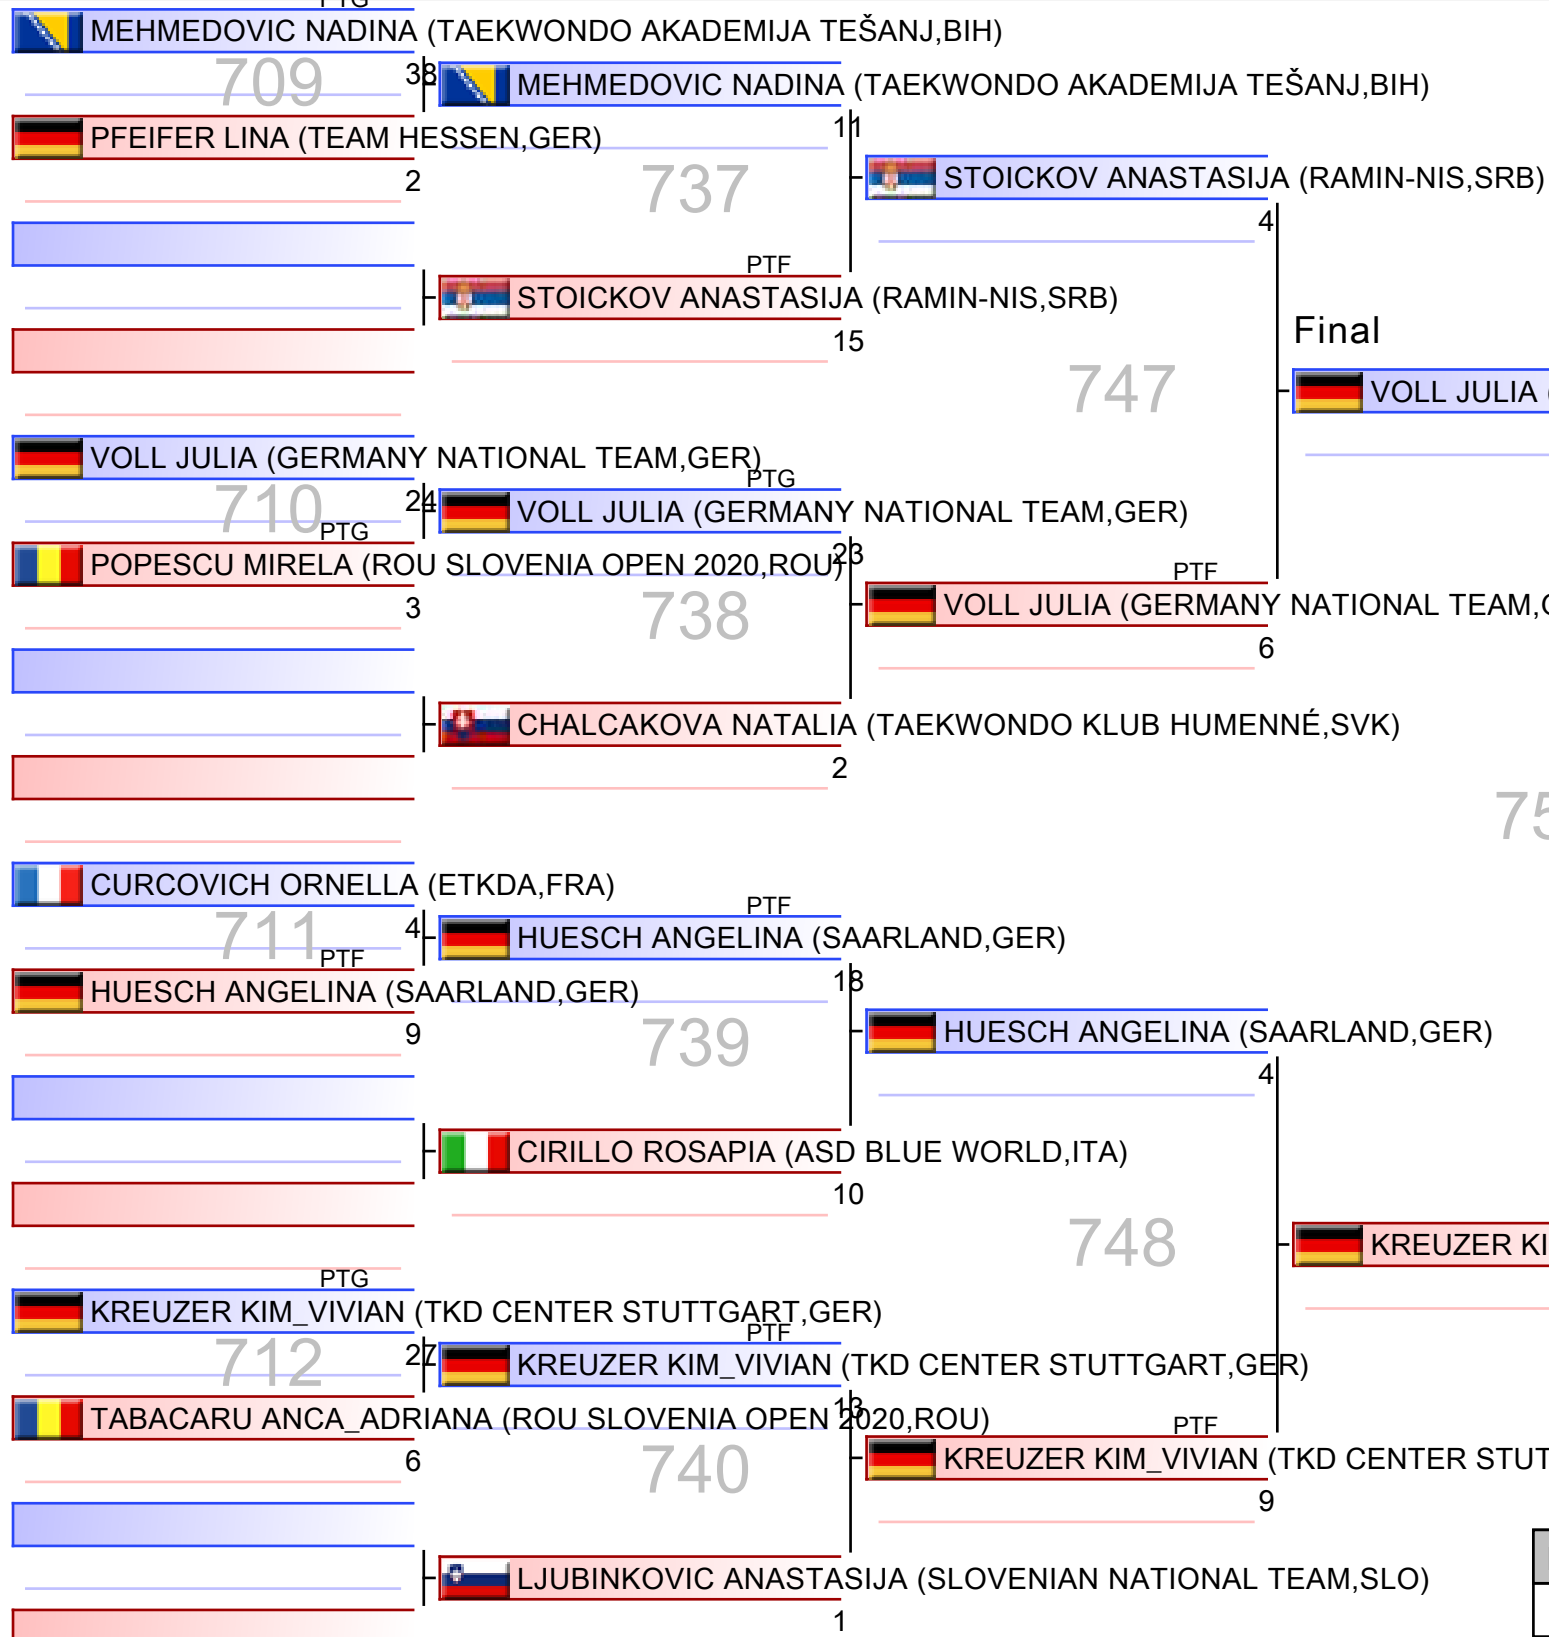 PTG
MEHMEDOVIC NADINA (TAEKWONDO AKADEMIJA TEŠANJ,BIH)
709
38
MEHMEDOVIC NADINA (TAEKWONDO AKADEMIJA TEŠANJ,BIH)
PFEIFER LINA (TEAM HESSEN,GER)
11
2
737
STOICKOV ANASTASIJA (RAMIN-NIS,SRB)
4
PTF
STOICKOV ANASTASIJA (RAMIN-NIS,SRB)
15
Final
747
VOLL JULIA
VOLL JULIA (GERMANY NATIONAL TEAM,GER)
PTG
710
24
VOLL JULIA (GERMANY NATIONAL TEAM,GER)
PTG
POPESCU MIRELA (ROU SLOVENIA OPEN 2020,ROU)
23
PTF
3
738
VOLL JULIA (GERMANY NATIONAL TEAM,
6
CHALCAKOVA NATALIA (TAEKWONDO KLUB HUMENNÉ,SVK)
2
75
CURCOVICH ORNELLA (ETKDA,FRA)
PTF
711
4
HUESCH ANGELINA (SAARLAND,GER)
PTF
HUESCH ANGELINA (SAARLAND,GER)
18
9
739
HUESCH ANGELINA (SAARLAND,GER)
4
CIRILLO ROSAPIA (ASD BLUE WORLD,ITA)
10
748
KREUZER KI
PTG
KREUZER KIM_VIVIAN (TKD CENTER STUTTGART,GER)
PTF
712
27
KREUZER KIM_VIVIAN (TKD CENTER STUTTGART,GER)
TABACARU ANCA_ADRIANA (ROU SLOVENIA OPEN 2020,ROU)
13
PTF
6
740
KREUZER KIM_VIVIAN (TKD CENTER STUT
9
LJUBINKOVIC ANASTASIJA (SLOVENIAN NATIONAL TEAM,SLO)
1